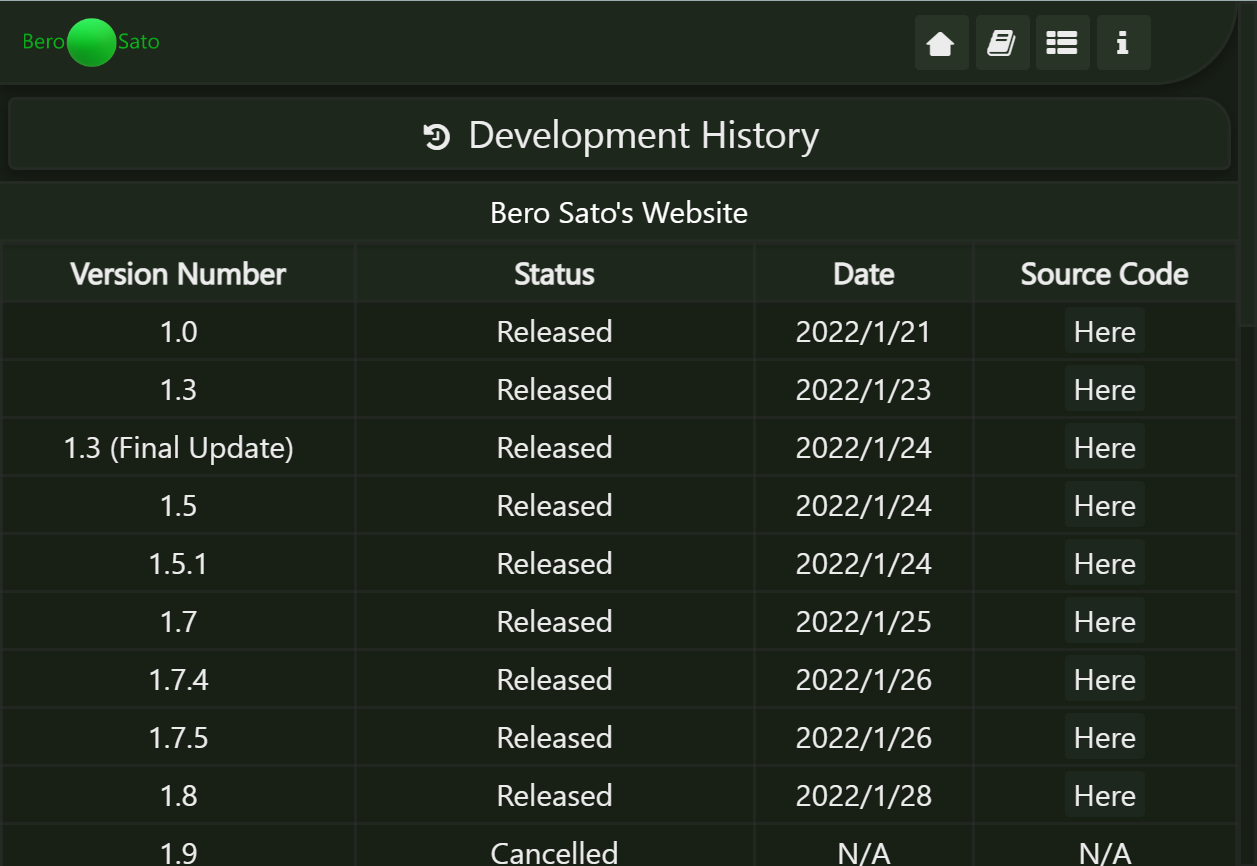 Bero Sato
Development History
Bero Sato's Website
Version Number Status Date Source Code
1.0 Released 2022/1/21 Here
1.3 Released 2022/1/23 Here
1.3 (Final Update) Released 2022/1/24 Here
1.5 Released 2022/1/24 Here
1.5.1 Released 2022/1/24 Here
1.7 Released 2022/1/25 Here
1.7.4 Released 2022/1/26 Here
1.7.5 Released 2022/1/26 Here
1.8 Released 2022/1/28 Here
1.9 Cancelled N/A N/A